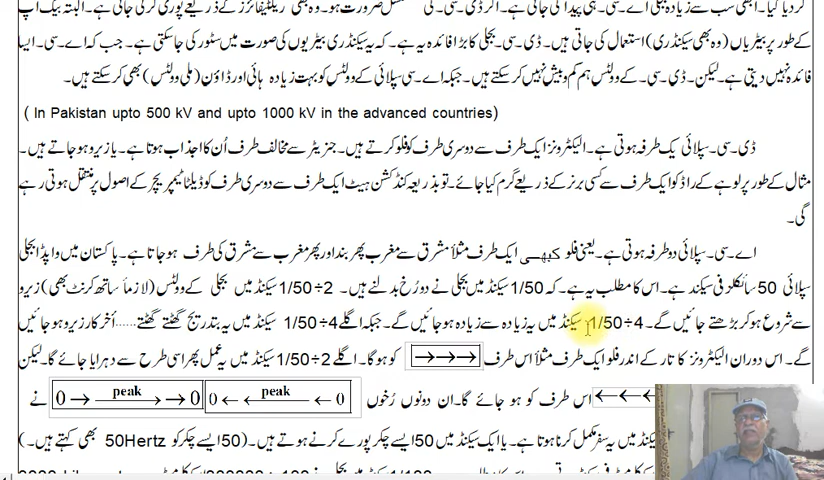 کر دیا گیا۔ ابھی سب سے زیادہ بجلی اے۔سی۔ ہی پیدا کی جاتی ہے۔ اگر ڈی۔سی۔ کی مسلسل ضرورت ہو۔ وہ بھی ریکٹیفائرز کے ذریعے پوری کر لی جاتی ہے۔ البتہ بیک اپ
کے طور پر بیٹریاں (وہ بھی سیکنڈری) استعمال کی جاتی ہیں۔ ڈی۔سی۔ بجلی کا بڑا فائدہ یہ ہے۔ کہ یہ سیکنڈری بیٹریوں کی صورت میں سٹور کی جا سکتی ہے۔ جب کہ اے۔سی۔ ایسا
فائدہ نہیں دیتی ہے۔ لیکن۔ ڈی۔سی۔ کے وولٹس ہم کم و بیش نہیں کر سکتے ہیں۔ جبکہ اے سی سپلائی کے وولٹس کو بہت زیادہ ہائی اور ڈاؤن (ملی وولٹس) بھی کر سکتے ہیں۔
( In Pakistan upto 500 kV and upto 1000 kV in the advanced countries)
ڈی۔سی۔ سپلائی یک طرفہ ہوتی ہے۔ الیکٹرونز ایک طرف سے دوسری طرف کو فلو کرتے ہیں۔ جنریٹر سے مخالف طرف اُن کا اجذاب ہوتا ہے۔ یا زیرو ہو جاتے ہیں۔
مثال کے طور پر لوہے کے راڈ کو ایک طرف سے کسی برنر کے ذریعے گرم کیا جائے۔ تو بذریعہ کنڈکشن ہیٹ ایک طرف سے دوسری طرف کو ڈیلٹا ٹیمپریچر کے اصول پر منتقل ہوتی رہے
گی۔
اے۔سی۔ سپلائی دو طرفہ ہوتی ہے۔ یعنی فلو کبھی ایک طرف مثلاً مشرق سے مغرب پھر بند اور پھر مغرب سے مشرق کی طرف ہو جاتا ہے۔ پاکستان میں واپڈا بجلی
سپلائی 50 سائکلز فی سیکنڈ ہے۔ اس کا مطلب یہ ہے۔ کہ 1/50 سیکنڈ میں بجلی نے دو رُخ بدلنے ہیں۔ 2÷1/50 سیکنڈ میں بجلی کے وولٹس (لازماً ساتھ کرنٹ بھی) زیرو
سے شروع ہو کر بڑھتے جائیں گے۔ 4÷1/50 سیکنڈ میں یہ زیادہ سے زیادہ ہو جائیں گے۔ جبکہ اگلے 4÷1/50 سیکنڈ میں یہ بتدریج گھٹتے گھٹتے......آخر کار زیرو ہو جائیں
گے۔ اس دوران الیکٹرونز کا تار کے اندر فلو ایک طرف مثلاً اس طرف →→→ کو ہوگا۔ اگلے 2÷1/50 سیکنڈ میں یہ عمل پھر اسی طرح سے دہرایا جائے گا۔ لیکن
←←← اس طرف کو ہو جائے گا۔ ان دونوں رُخوں 0 ← peak ← 0 0 → peak → 0 نے
سیکنڈ میں یہ سفر مکمل کرنا ہوتا ہے۔ یا ایک سیکنڈ میں 50 ایسے چکر پورے کرنے ہوتے ہیں۔ (50 ایسے چکر کو 50Hertz بھی کہتے ہیں۔)